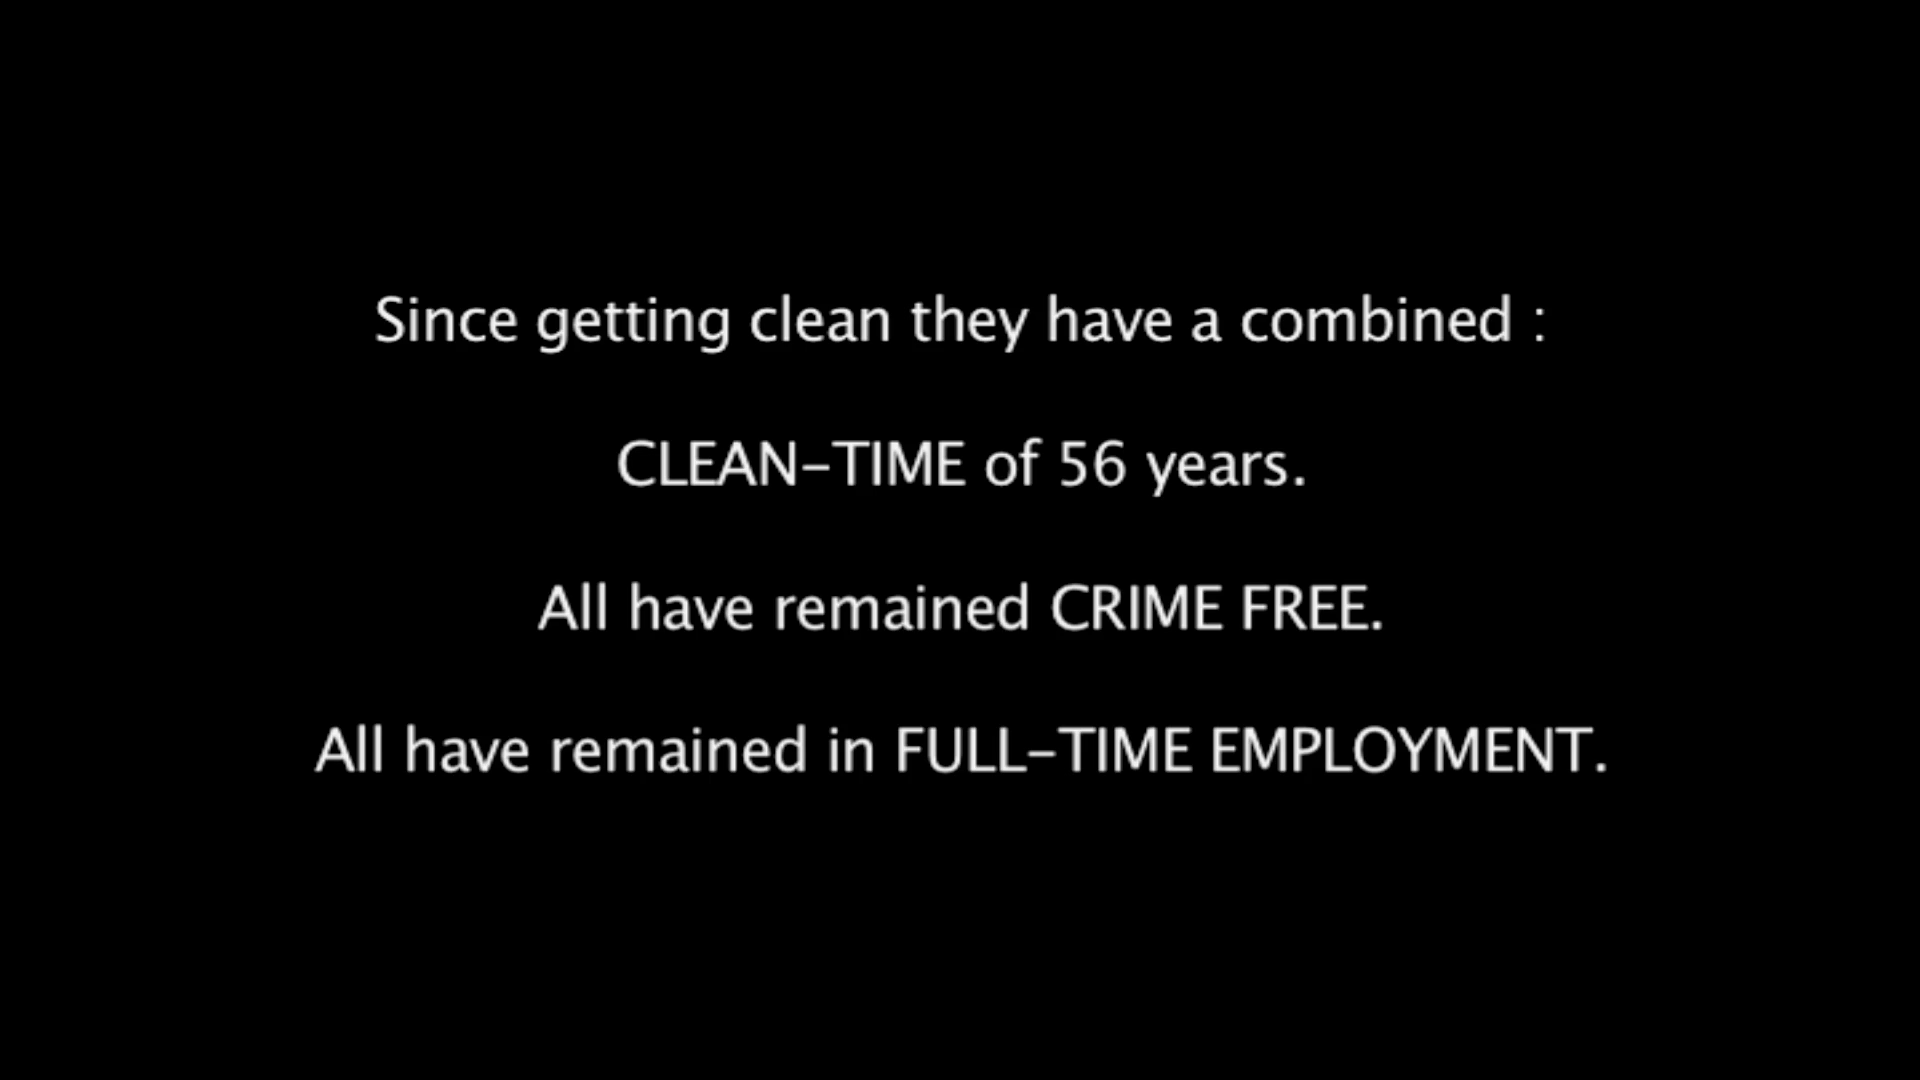 Since getting clean they have a combined :
CLEAN-TIME of 56 years.
All have remained CRIME FREE.
All have remained in FULL-TIME EMPLOYMENT.